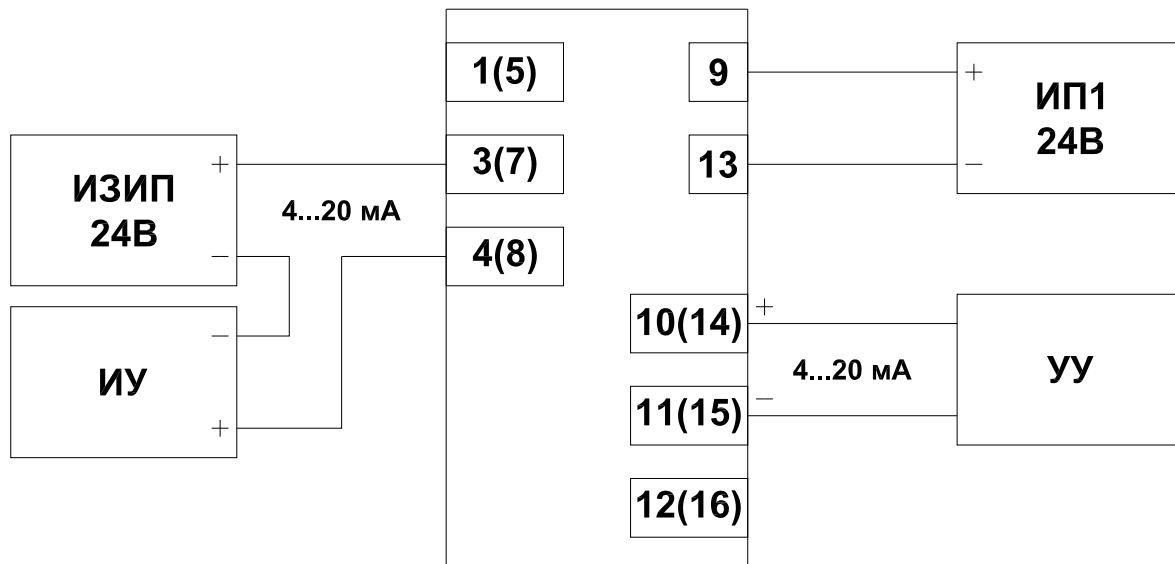 1(5)
9
+
ИП1
24В
−
3(7)
13
+
ИЗИП
24В
−
4...20 мА
4(8)
−
ИУ
+
10(14)
+
4...20 мА
УУ
11(15)
−
12(16)